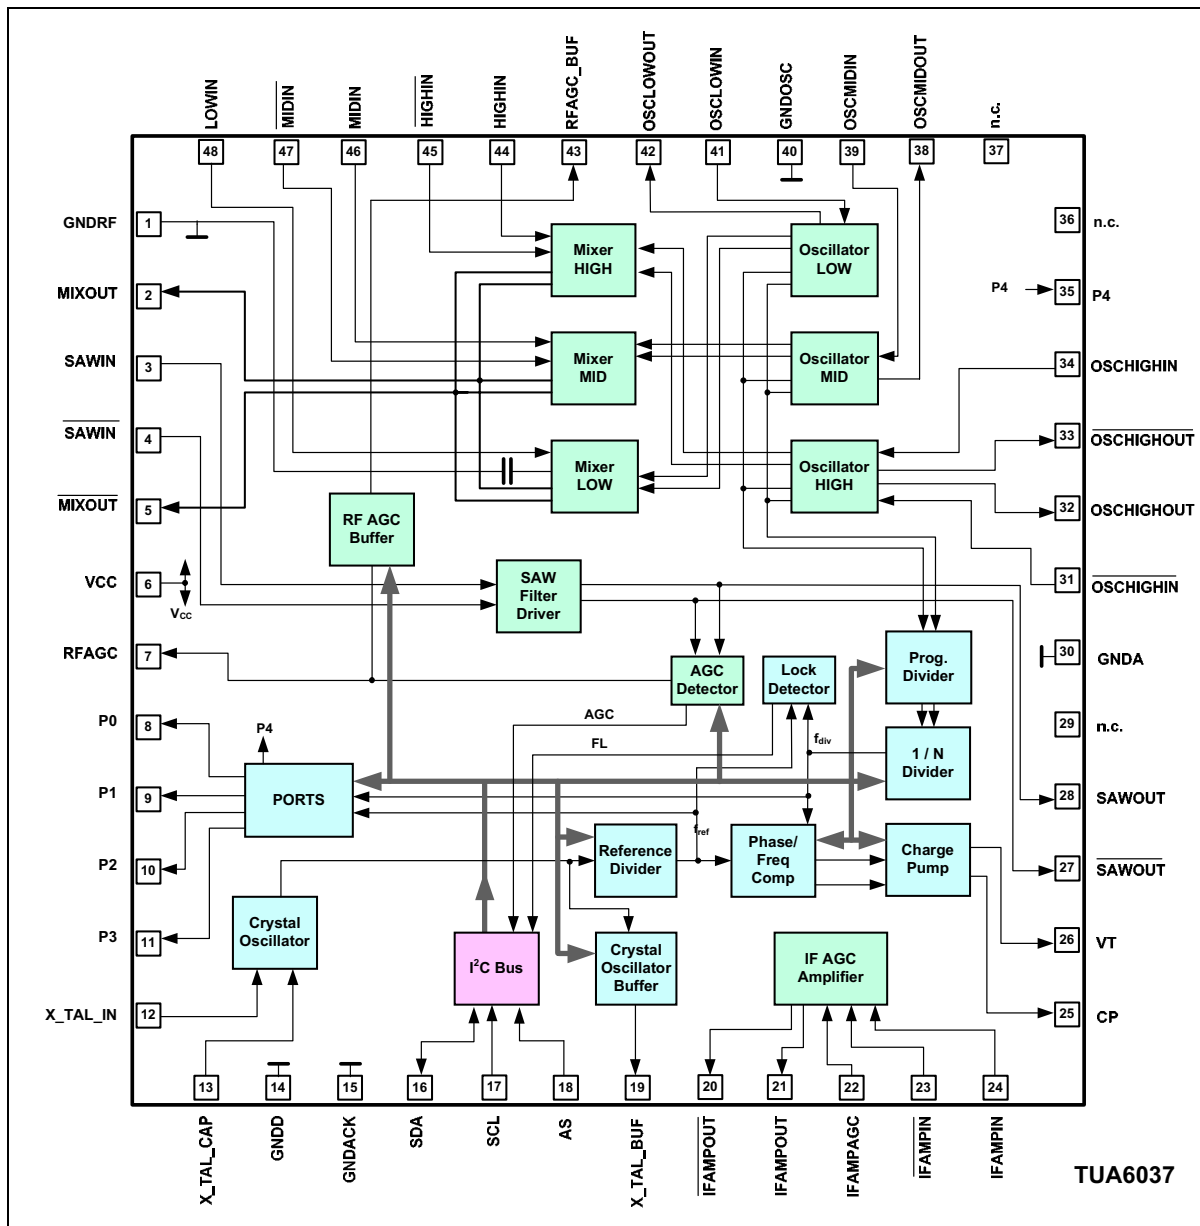 LOWIN
MIDIN
MIDIN
HIGHIN
HIGHIN
RFAGC_BUF
OSCLOWOUT
OSCLOWIN
GNDOSC
OSCMIDIN
OSCMIDOUT
n.c.
48
47
46
45
44
43
42
41
40
39
38
37
GNDRF
1
MIXOUT
2
SAWIN
3
SAWIN
4
MIXOUT
5
VCC
6
VCC
RFAGC
7
P0
8
P1
9
P2
10
P3
11
X_TAL_IN
12
36
n.c.
P4
35
P4
34
OSCHIGHIN
33
OSCHIGHOUT
32
OSCHIGHOUT
31
OSCHIGHIN
30
GNDA
29
n.c.
28
SAWOUT
27
SAWOUT
26
VT
25
CP
Mixer
HIGH
Oscillator
LOW
Mixer
MID
Oscillator
MID
Mixer
LOW
Oscillator
HIGH
RF AGC
Buffer
SAW
Filter
Driver
AGC
Detector
Lock
Detector
Prog.
Divider
AGC
FL
fdiv
1 / N
Divider
P4
PORTS
fref
Reference
Divider
Phase/
Freq
Comp
Charge
Pump
Crystal
Oscillator
I2C Bus
Crystal
Oscillator
Buffer
IF AGC
Amplifier
13
14
15
16
17
18
19
20
21
22
23
24
X_TAL_CAP
GNDD
GNDACK
SDA
SCL
AS
X_TAL_BUF
IFAMPOUT
IFAMPOUT
IFAMPAGC
IFAMPIN
IFAMPIN
TUA6037